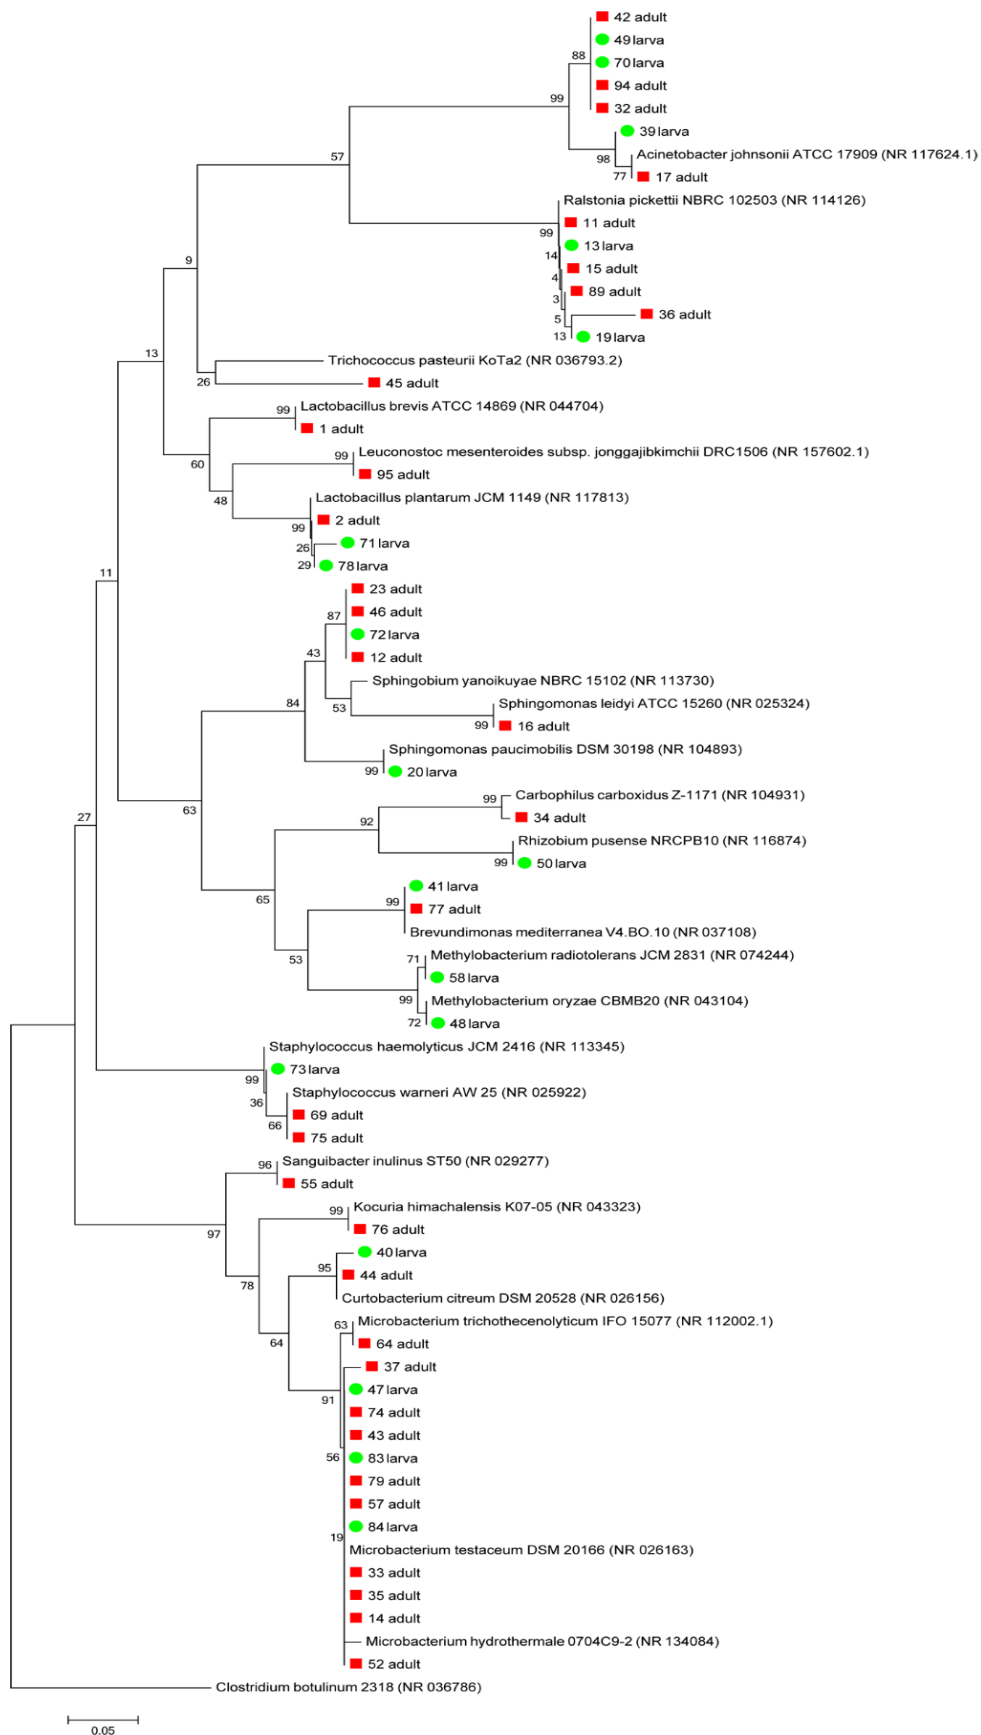 42 adult
49 larva
88
70 larva
94 adult
99
32 adult
39 larva
Acinetobacter johnsonii ATCC 17909 (NR 117624.1)
57
98
77
17 adult
Ralstonia pickettii NBRC 102503 (NR 114126)
11 adult
99
13 larva
14
9
15 adult
4
89 adult
3
36 adult
5
13
19 larva
13
Trichococcus pasteurii KoTa2 (NR 036793.2)
26
45 adult
Lactobacillus brevis ATCC 14869 (NR 044704)
99
1 adult
Leuconostoc mesenteroides subsp. jonggajibkimchii DRC1506 (NR 157602.1)
99
60
95 adult
48
Lactobacillus plantarum JCM 1149 (NR 117813)
2 adult
99
71 larva
26
29
78 larva
11
23 adult
46 adult
87
72 larva
43
12 adult
Sphingobium yanoikuyae NBRC 15102 (NR 113730)
84
53
Sphingomonas leidyi ATCC 15260 (NR 025324)
99
16 adult
Sphingomonas paucimobilis DSM 30198 (NR 104893)
99
20 larva
63
Carbophilus carboxidus Z-1171 (NR 104931)
99
34 adult
27
92
Rhizobium pusense NRCPB10 (NR 116874)
99
50 larva
65
41 larva
99
77 adult
Brevundimonas mediterranea V4.BO.10 (NR 037108)
53
Methylobacterium radiotolerans JCM 2831 (NR 074244)
71
58 larva
99
Methylobacterium oryzae CBMB20 (NR 043104)
72
48 larva
Staphylococcus haemolyticus JCM 2416 (NR 113345)
73 larva
99
Staphylococcus warneri AW 25 (NR 025922)
36
69 adult
66
75 adult
Sanguibacter inulinus ST50 (NR 029277)
96
55 adult
Kocuria himachalensis K07-05 (NR 043323)
99
97
76 adult
40 larva
95
44 adult
78
Curtobacterium citreum DSM 20528 (NR 026156)
Microbacterium trichothecenolyticum IFO 15077 (NR 112002.1)
63
64
64 adult
37 adult
47 larva
91
74 adult
43 adult
56
83 larva
79 adult
57 adult
84 larva
19
Microbacterium testaceum DSM 20166 (NR 026163)
33 adult
35 adult
14 adult
Microbacterium hydrothermale 0704C9-2 (NR 134084)
52 adult
Clostridium botulinum 2318 (NR 036786)
0.05